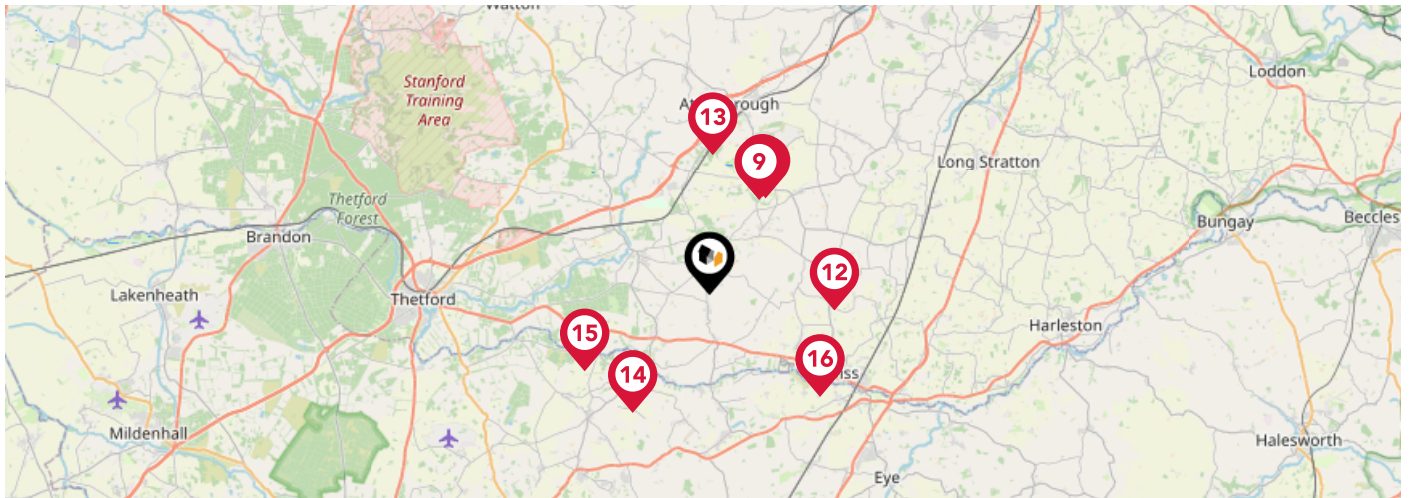 Stanford
Training
Area
Loddon
13
9
Long Stratton
Thetford
Forest
Bungay
Beccles
Brandon
12
Lakenheath
Thetford
Harleston
15
16
14
Mildenhall
Halesworth
Eye